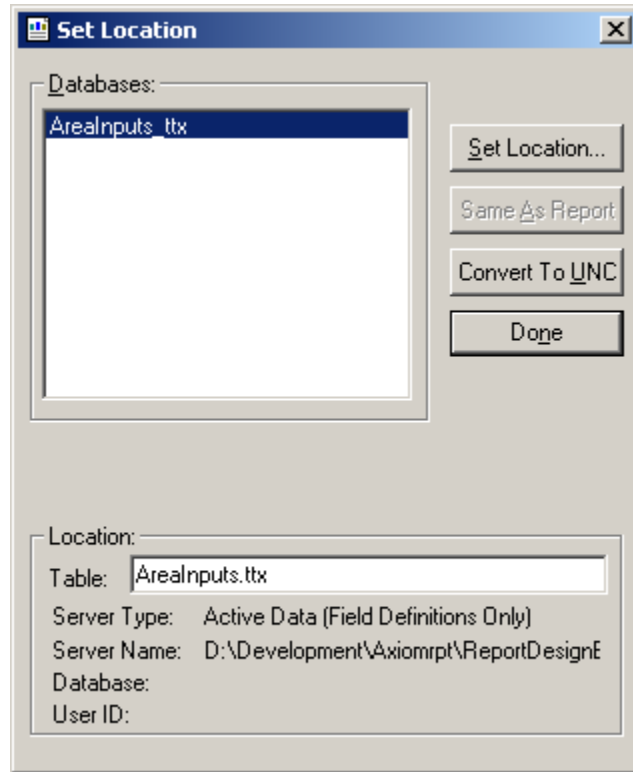 Set Location
Databases:
AreaInputs_ttx
Set Location...
Same As Report
Convert To UNC
Done
Location:
Table: AreaInputs.ttx
Server Type: Active Data (Field Definitions Only)
Server Name: D:\Development\Axiomrpt\ReportDesignE
Database:
User ID: